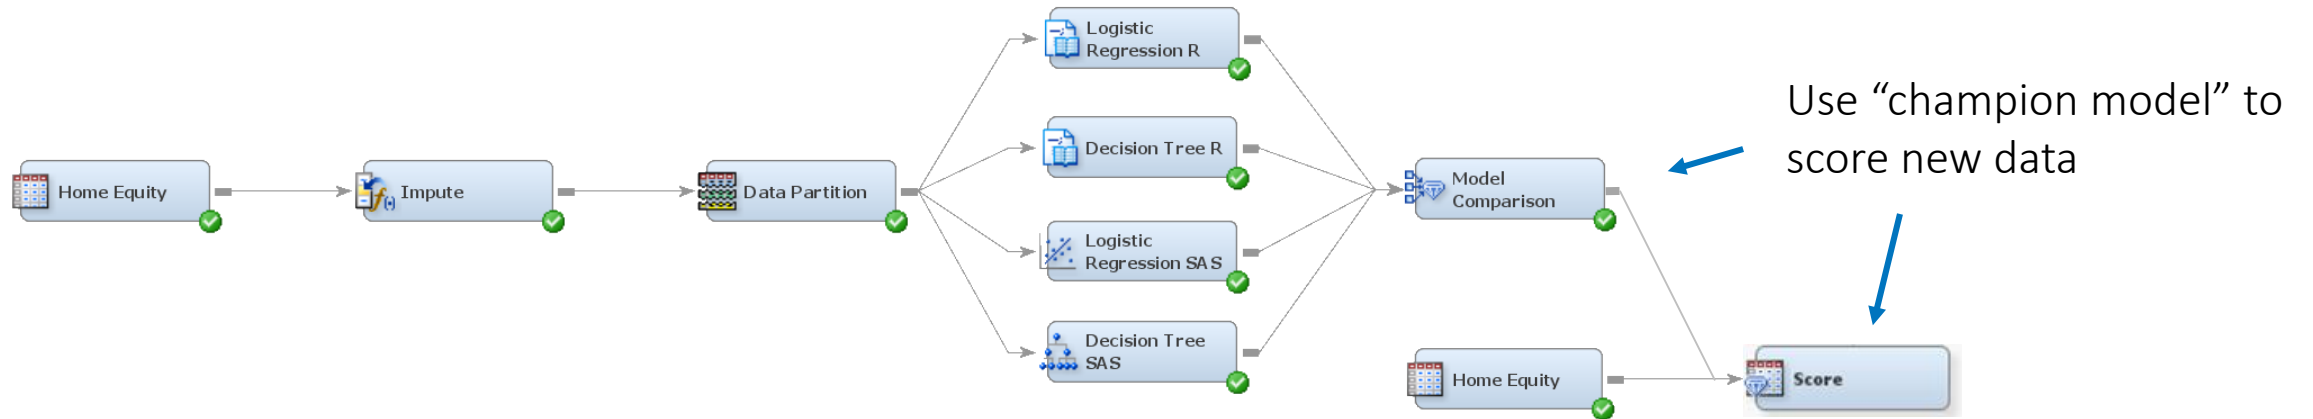 Home Equity
Impute
Data Partition
Logistic
Regression R
Decision Tree R
Logistic
Regression SAS
Decision Tree
SAS
Model
Comparison
Use “champion model” to
score new data
Home Equity
Score